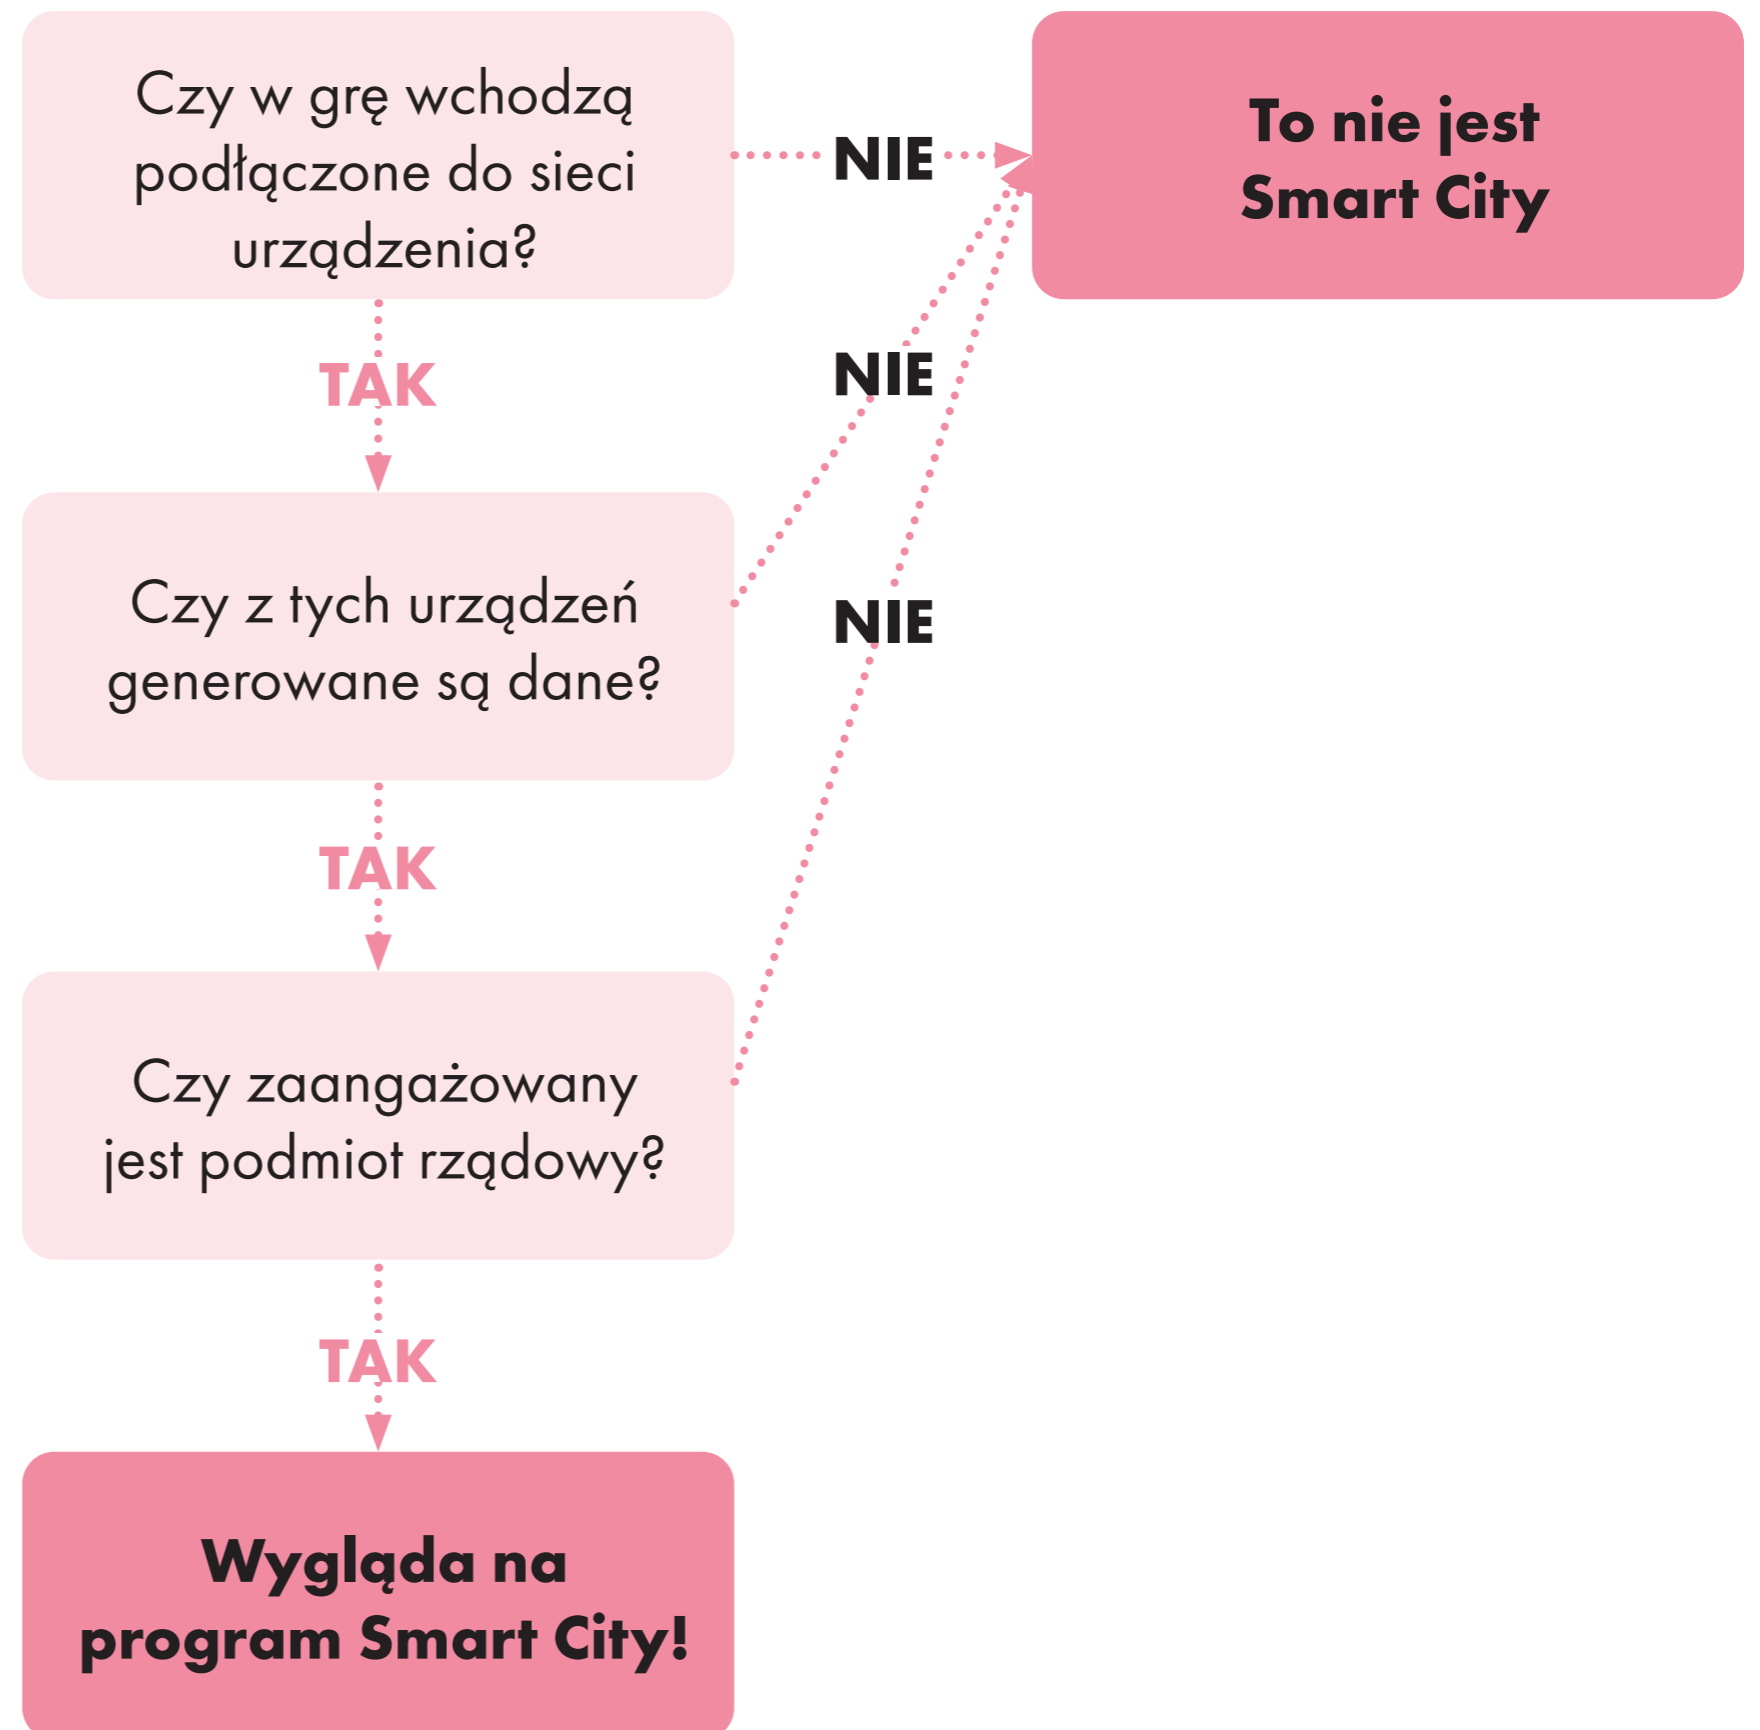 Czy w grę wchodzą
podłączone do sieci
urządzenia?
NIE
To nie jest
Smart City
TAK
NIE
Czy z tych urządzeń
generowane są dane?
NIE
TAK
Czy zaangażowany
jest podmiot rządowy?
TAK
Wygląda na
program Smart City!